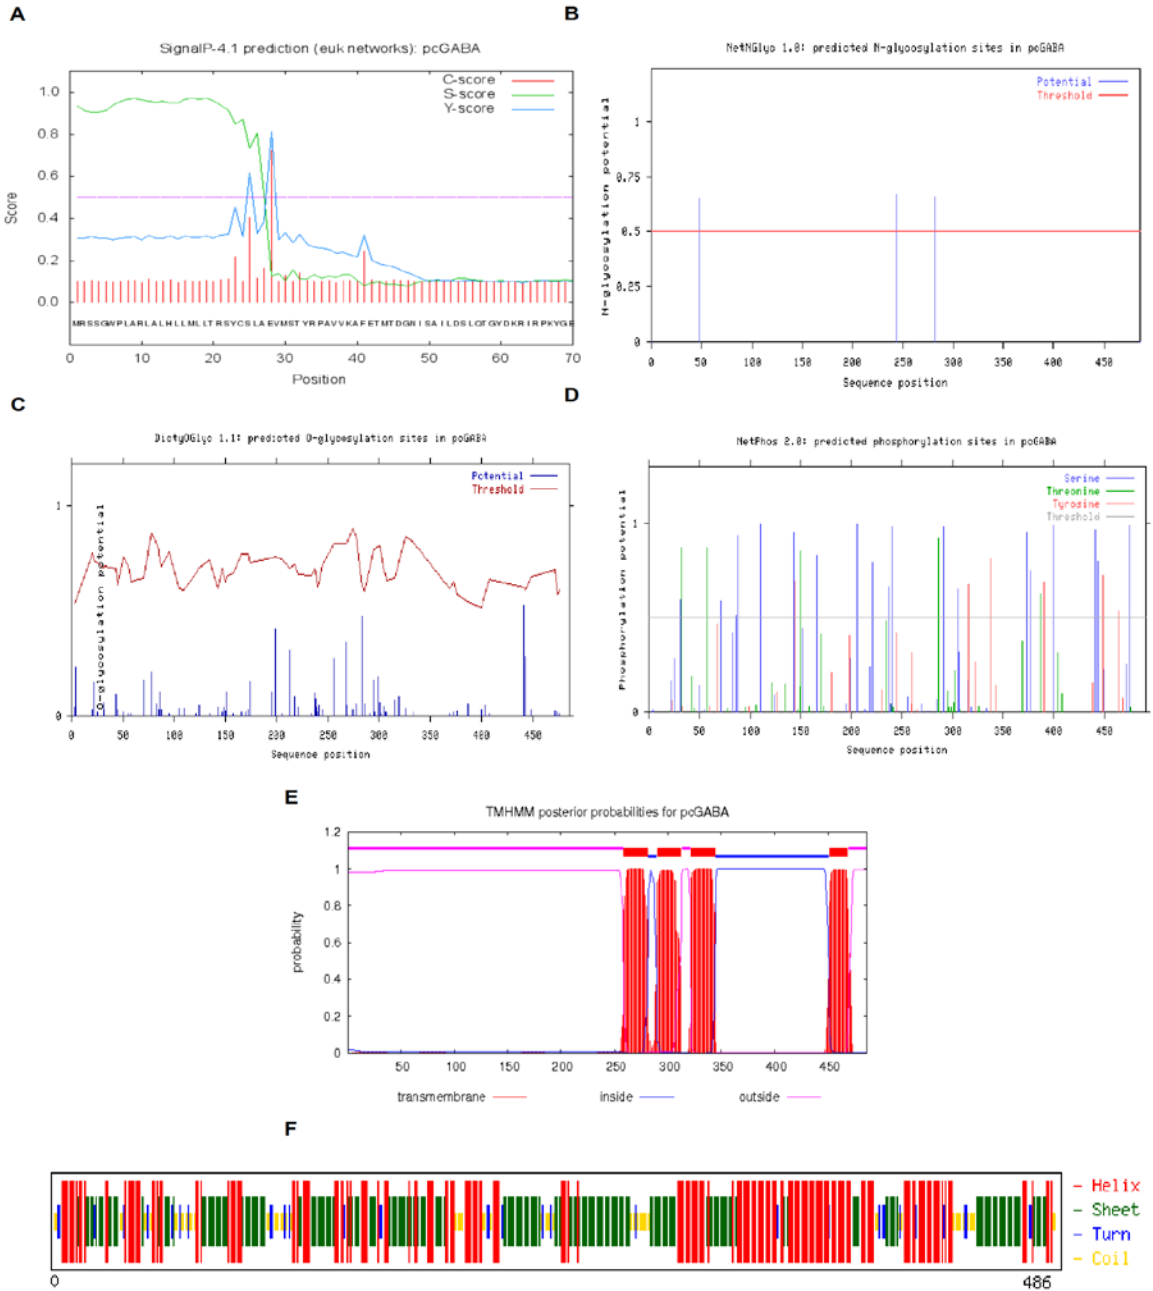 A
SignalP-4.1 prediction (euk networks): pcGABA
C-score
S-score
Y-score
1.0
0.8
0.6
0.4
0.2
0.0
Score
MRSSGWPLARLALHLLMLLTRSYCSLAEVMSTYRPAVVKAFETMTDGNISAILDSLQTGYDKRIRPKYGE
0 10 20 30 40 50 60 70
Position
B
NetNGlyc 1.0: predicted N-glycosylation sites in pcGABA
Potential
Threshold
1
0.75
0.5
0.25
0
N-glycosylation potential
0 50 100 150 200 250 300 350 400 450
Sequence position
C
DictyOGlyc 1.1: predicted O-glycosylation sites in pcGABA
Potential
Threshold
1
0
O-glycosylation potential
0 50 100 150 200 250 300 350 400 450
Sequence position
D
NetPhos 2.0: predicted phosphorylation sites in pcGABA
Serine
Threonine
Tyrosine
Threshold
1
0
Phosphorylation potential
0 50 100 150 200 250 300 350 400 450
Sequence position
E
TMHMM posterior probabilities for pcGABA
1.2
1
0.8
0.6
0.4
0.2
0
probability
50 100 150 200 250 300 350 400 450
transmembrane inside outside
F
- Helix
- Sheet
- Turn
- Coil
0 486